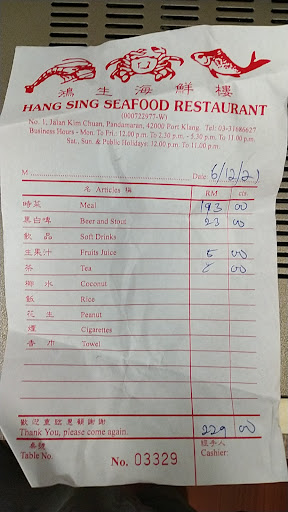 鴻生海鮮樓
HANG SING SEAFOOD RESTAURANT
(000722977-W)
No. 1, Jalan Kim Chuan, Pandamaran, 42000 Port Klang. Tel: 03-31686627
Business Hours - Mon. To Fri.: 12.00 p.m. To 2.30 p.m. - 5.30 p.m. To 11.00 p.m.
Sat., Sun. & Public Holidays: 12.00 p.m. To 11.00 p.m.
M Date: 6/12/21
名 Articles 稱 RM cts.
時菜 Meal 193 00
黑白啤 Beer and Stout 23 00
飲品 Soft Drinks
生果汁 Fruits Juice 5 00
茶 Tea 8 00
椰水 Coconut
飯 Rice
花生 Peanut
煙 Cigarettes
香巾 Towel
歡迎惠臨惠顧謝謝
Thank You, please come again. 229 00
桌號 經手人
Table No. No. 03329 Cashier: